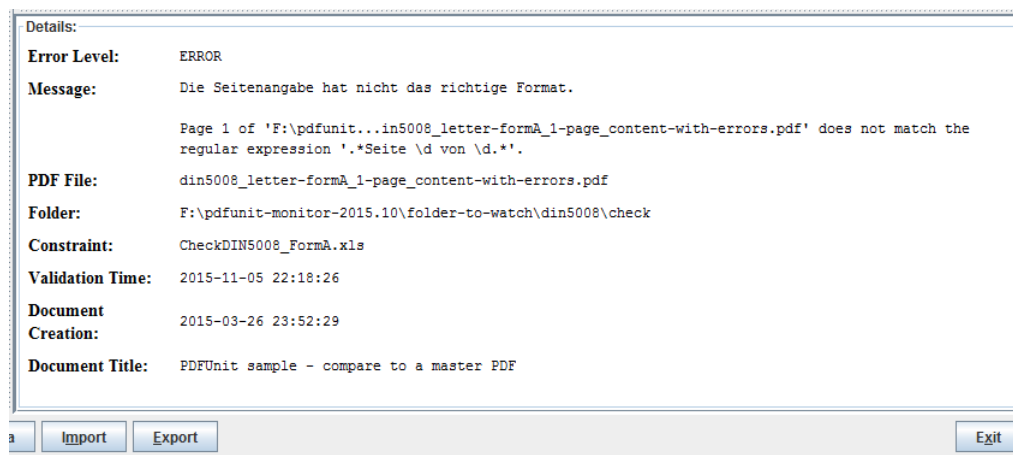 Details:
Error Level: ERROR
Message: Die Seitenangabe hat nicht das richtige Format.
Page 1 of 'F:\pdfunit...in5008_letter-formA_1-page_content-with-errors.pdf' does not match the
regular expression '.*Seite \d von \d.*'.
PDF File: din5008_letter-formA_1-page_content-with-errors.pdf
Folder: F:\pdfunit-monitor-2015.10\folder-to-watch\din5008\check
Constraint: CheckDIN5008_FormA.xls
Validation Time: 2015-11-05 22:18:26
Document
Creation: 2015-03-26 23:52:29
Document Title: PDFUnit sample - compare to a master PDF
a Import Export Exit